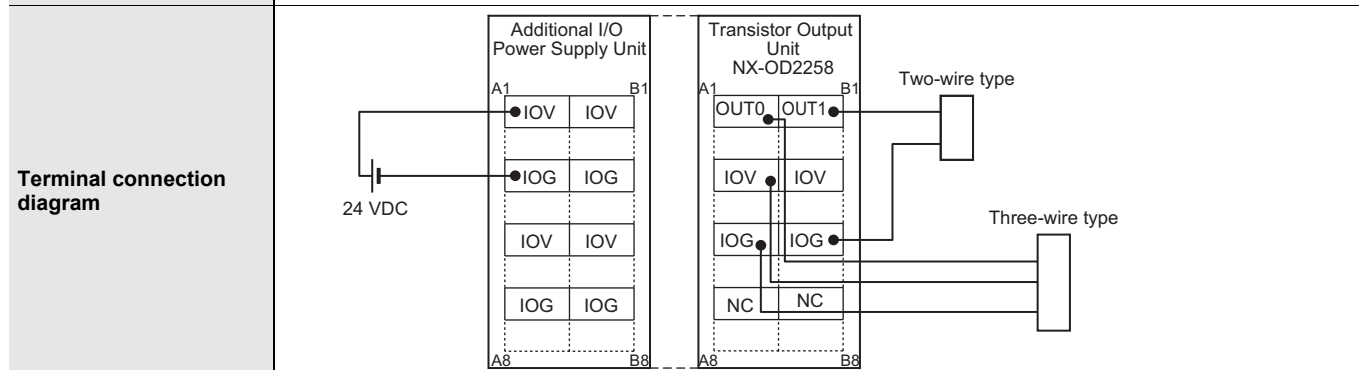 Terminal connection
diagram
Additional I/O
Power Supply Unit
A1 B1
IOV IOV
IOG IOG
IOV IOV
IOG IOG
A8 B8
24 VDC
Transistor Output
Unit
NX-OD2258
A1 B1
OUT0 OUT1
IOV IOV
IOG IOG
NC NC
A8 B8
Two-wire type
Three-wire type